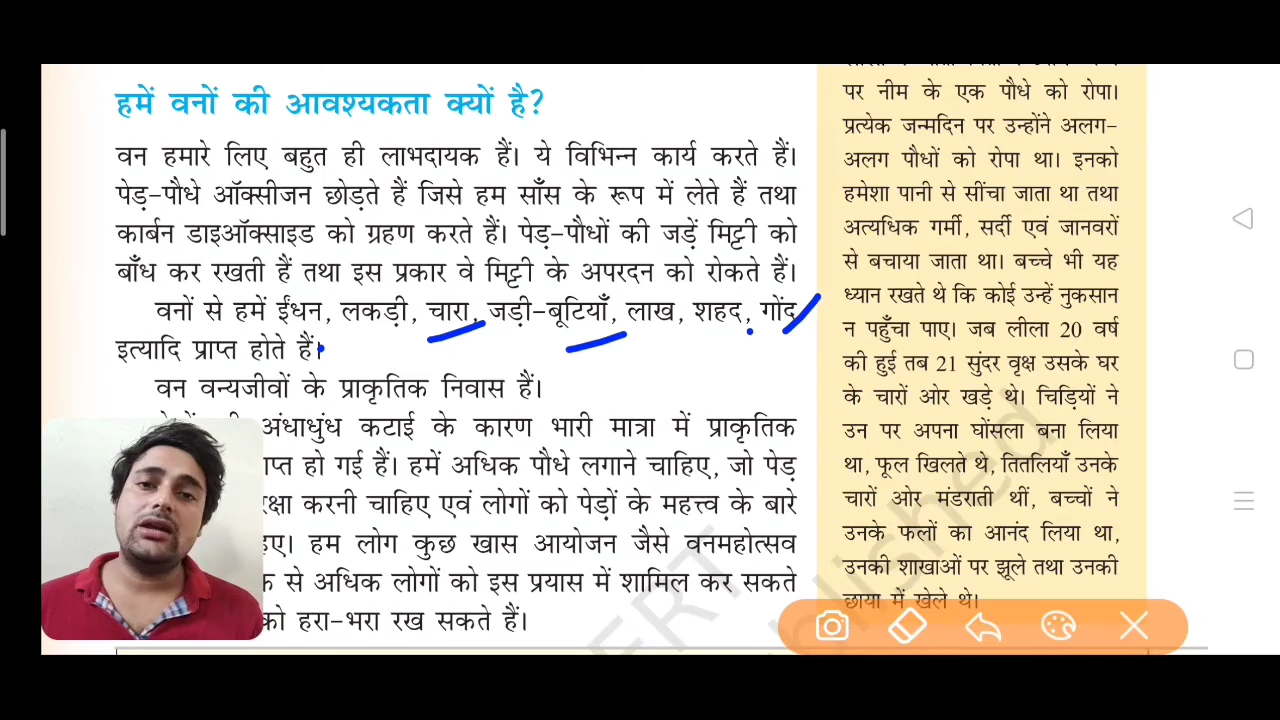 हमें वनों की आवश्यकता क्यों है?
वन हमारे लिए बहुत ही लाभदायक हैं। ये विभिन्न कार्य करते हैं।
पेड़-पौधे ऑक्सीजन छोड़ते हैं जिसे हम साँस के रूप में लेते हैं तथा
कार्बन डाइऑक्साइड को ग्रहण करते हैं। पेड़-पौधों की जड़ें मिट्टी को
बाँध कर रखती हैं तथा इस प्रकार वे मिट्टी के अपरदन को रोकते हैं।
वनों से हमें ईंधन, लकड़ी, चारा, जड़ी-बूटियाँ, लाख, शहद, गोंद
इत्यादि प्राप्त होते हैं।
वन वन्यजीवों के प्राकृतिक निवास हैं।
अंधाधुंध कटाई के कारण भारी मात्रा में प्राकृतिक
प्त हो गई हैं। हमें अधिक पौधे लगाने चाहिए, जो पेड़
क्षा करनी चाहिए एवं लोगों को पेड़ों के महत्त्व के बारे
हिए। हम लोग कुछ खास आयोजन जैसे वनमहोत्सव
क से अधिक लोगों को इस प्रयास में शामिल कर सकते
को हरा-भरा रख सकते हैं।
पर नीम के एक पौधे को रोपा।
प्रत्येक जन्मदिन पर उन्होंने अलग-
अलग पौधों को रोपा था। इनको
हमेशा पानी से सींचा जाता था तथा
अत्यधिक गर्मी, सर्दी एवं जानवरों
से बचाया जाता था। बच्चे भी यह
ध्यान रखते थे कि कोई उन्हें नुकसान
न पहुँचा पाए। जब लीला 20 वर्ष
की हुई तब 21 सुंदर वृक्ष उसके घर
के चारों ओर खड़े थे। चिड़ियों ने
उन पर अपना घोंसला बना लिया
था, फूल खिलते थे, तितलियाँ उनके
चारों ओर मंडराती थीं, बच्चों ने
उनके फलों का आनंद लिया था,
उनकी शाखाओं पर झूले तथा उनकी
छाया में खेले थे।